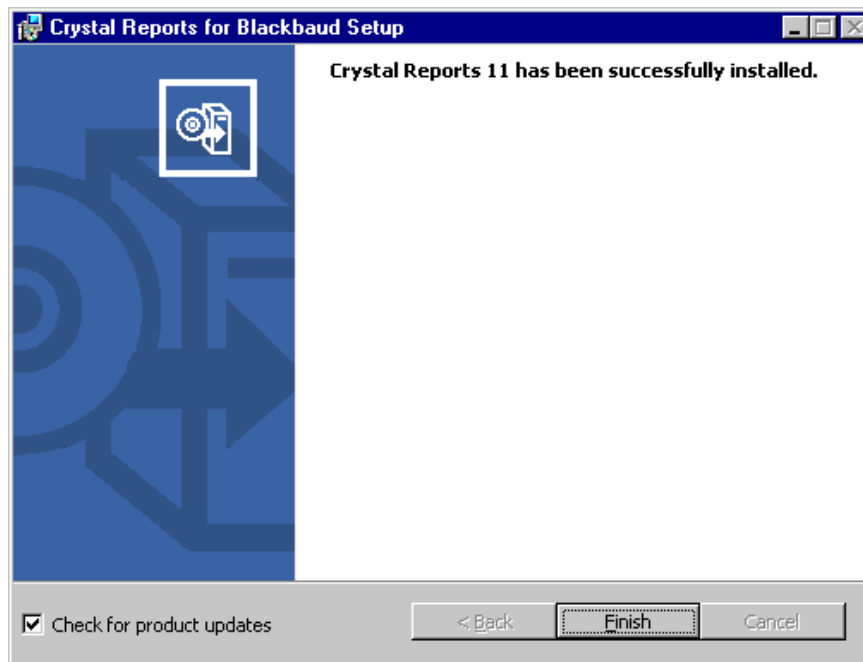 Crystal Reports for Blackbaud Setup
Crystal Reports 11 has been successfully installed.
Check for product updates
< Back
Finish
Cancel